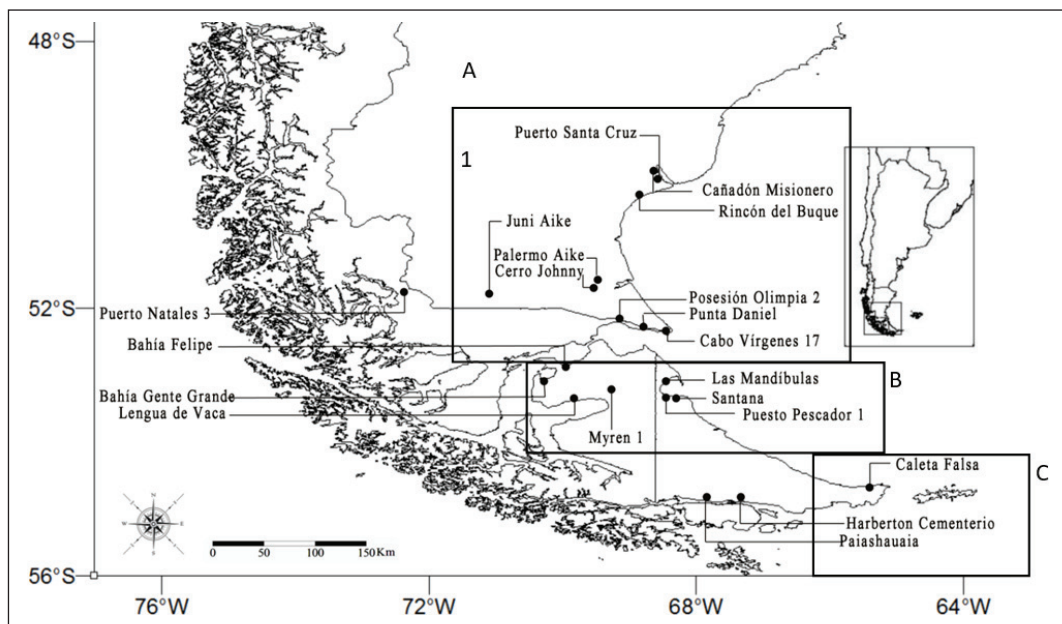 48°S
A
Puerto Santa Cruz
1
Cañadón Misionero
Rincón del Buque
Juni Aike
Palermo Aike
Cerro Johnny
52°S
Posesión Olimpia 2
Puerto Natales 3
Punta Daniel
Bahía Felipe
Cabo Vírgenes 17
B
Las Mandíbulas
Bahía Gente Grande
Santana
Lengua de Vaca
Puesto Pescador 1
Myren 1
Caleta Falsa
C
N
W
E
S
Harberton Cementerio
Paiashauaia
0 50 100 150 Km
56°S
76°W 72°W 68°W 64°W